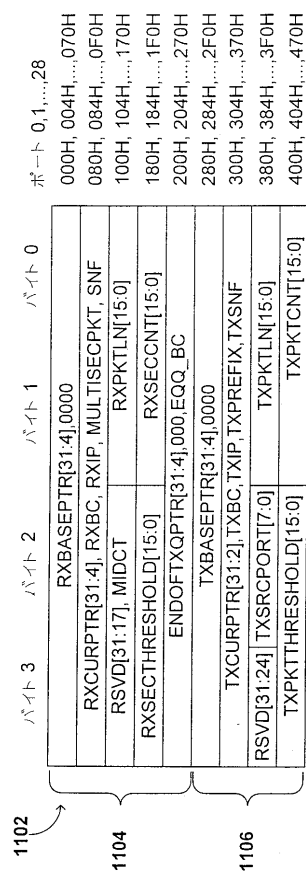 1102
バイト 3 バイト 2 バイト 1 バイト 0 ポート 0,1,...,28
RXBASEPTR[31:4],0000 000H, 004H,...,070H
RXCURPTR[31:4], RXBC, RXIP, MULTISECPKT, SNF 080H, 084H,...,0F0H
RSVD[31:17], MIDCT RXPKTLN[15:0] 100H, 104H,...,170H
1104
RXSECTHRESHOLD[15:0] RXSECCNT[15:0] 180H, 184H,...,1F0H
ENDOFTXQPTR[31:4],000,EQQ_BC 200H, 204H,...,270H
TXBASEPTR[31:4],0000 280H, 284H,...,2F0H
TXCURPTR[31:2],TXBC,TXIP,TXPREFIX,TXSNF 300H, 304H,...,370H
1106
RSVD[31:24] TXSRCPORT[7:0] TXPKTLN[15:0] 380H, 384H,...,3F0H
TXPKTTHRESHOLD[15:0] TXPKTCNT[15:0] 400H, 404H,...,470H